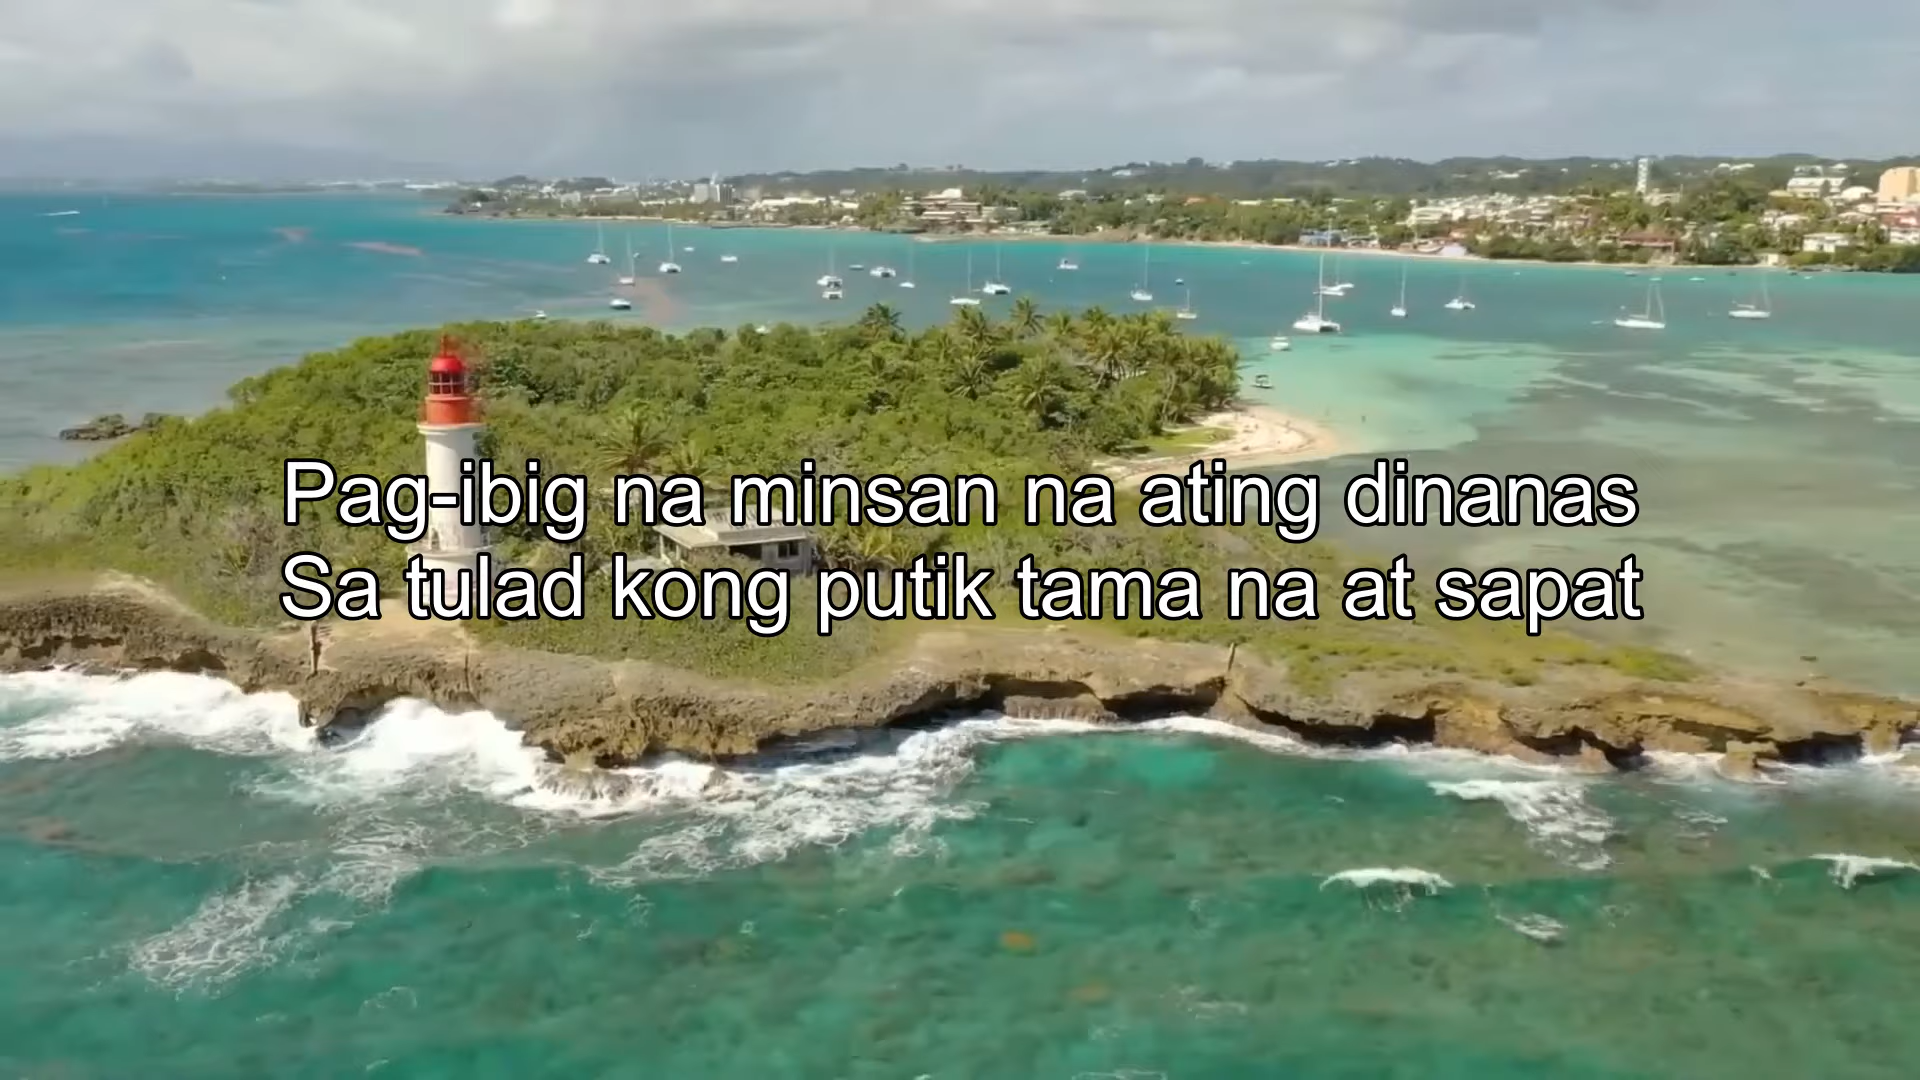 Pag-ibig na minsan na ating dinanas
Sa tulad kong putik tama na at sapat